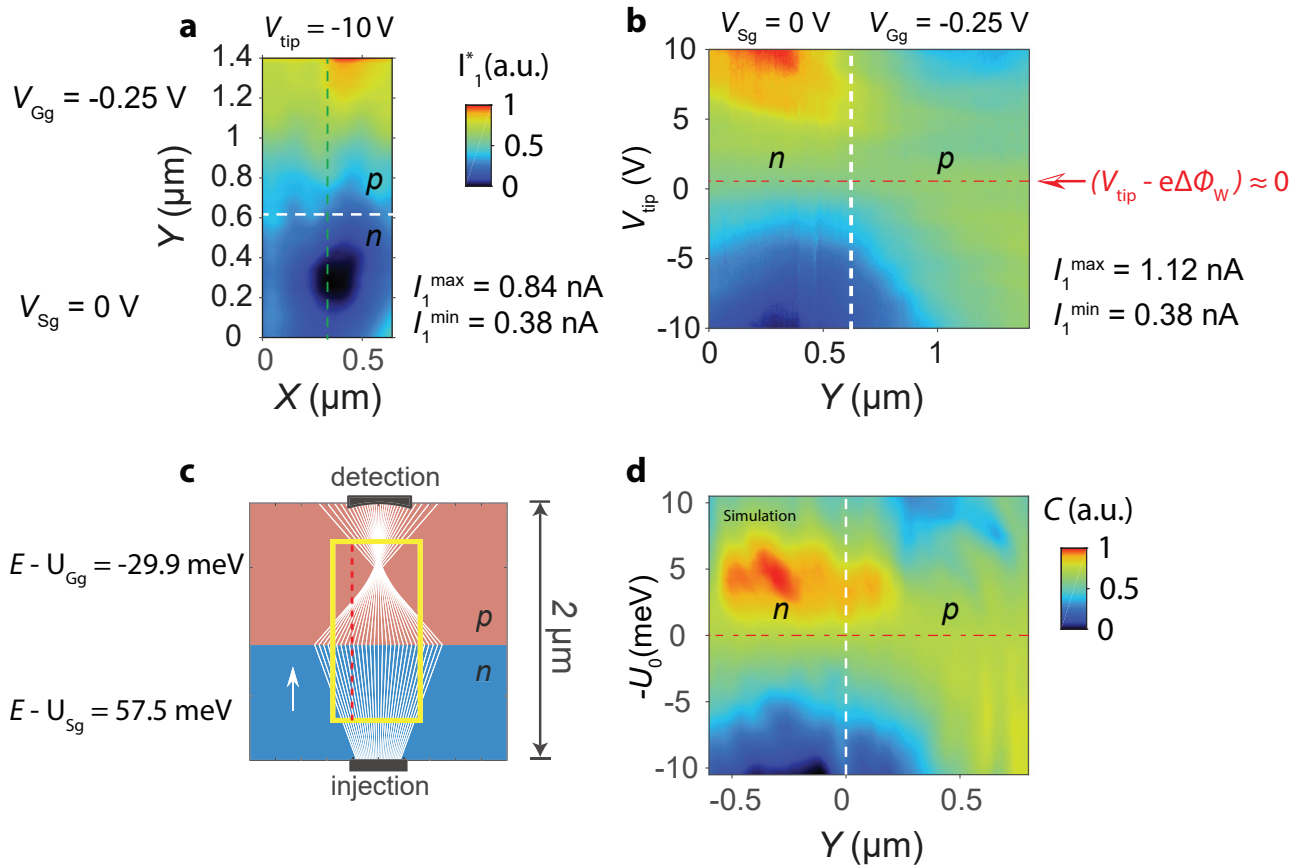 a
V_tip = -10 V
V_Gg = -0.25 V
V_Sg = 0 V
1.4
1.2
1
0.8
0.6
0.4
0.2
0
Y (µm)
p
n
0
0.5
X (µm)
I*_1 (a.u.)
1
0.5
0
I_1^max = 0.84 nA
I_1^min = 0.38 nA
b
V_Sg = 0 V
V_Gg = -0.25 V
10
5
0
-5
-10
V_tip (V)
n
p
0
0.5
1
Y (µm)
(V_tip - eΔΦ_W) ≈ 0
I_1^max = 1.12 nA
I_1^min = 0.38 nA
c
detection
E - U_Gg = -29.9 meV
p
n
E - U_Sg = 57.5 meV
2 µm
injection
d
Simulation
10
5
0
-5
-10
-U_0(meV)
n
p
-0.5
0
0.5
Y (µm)
C (a.u.)
1
0.5
0